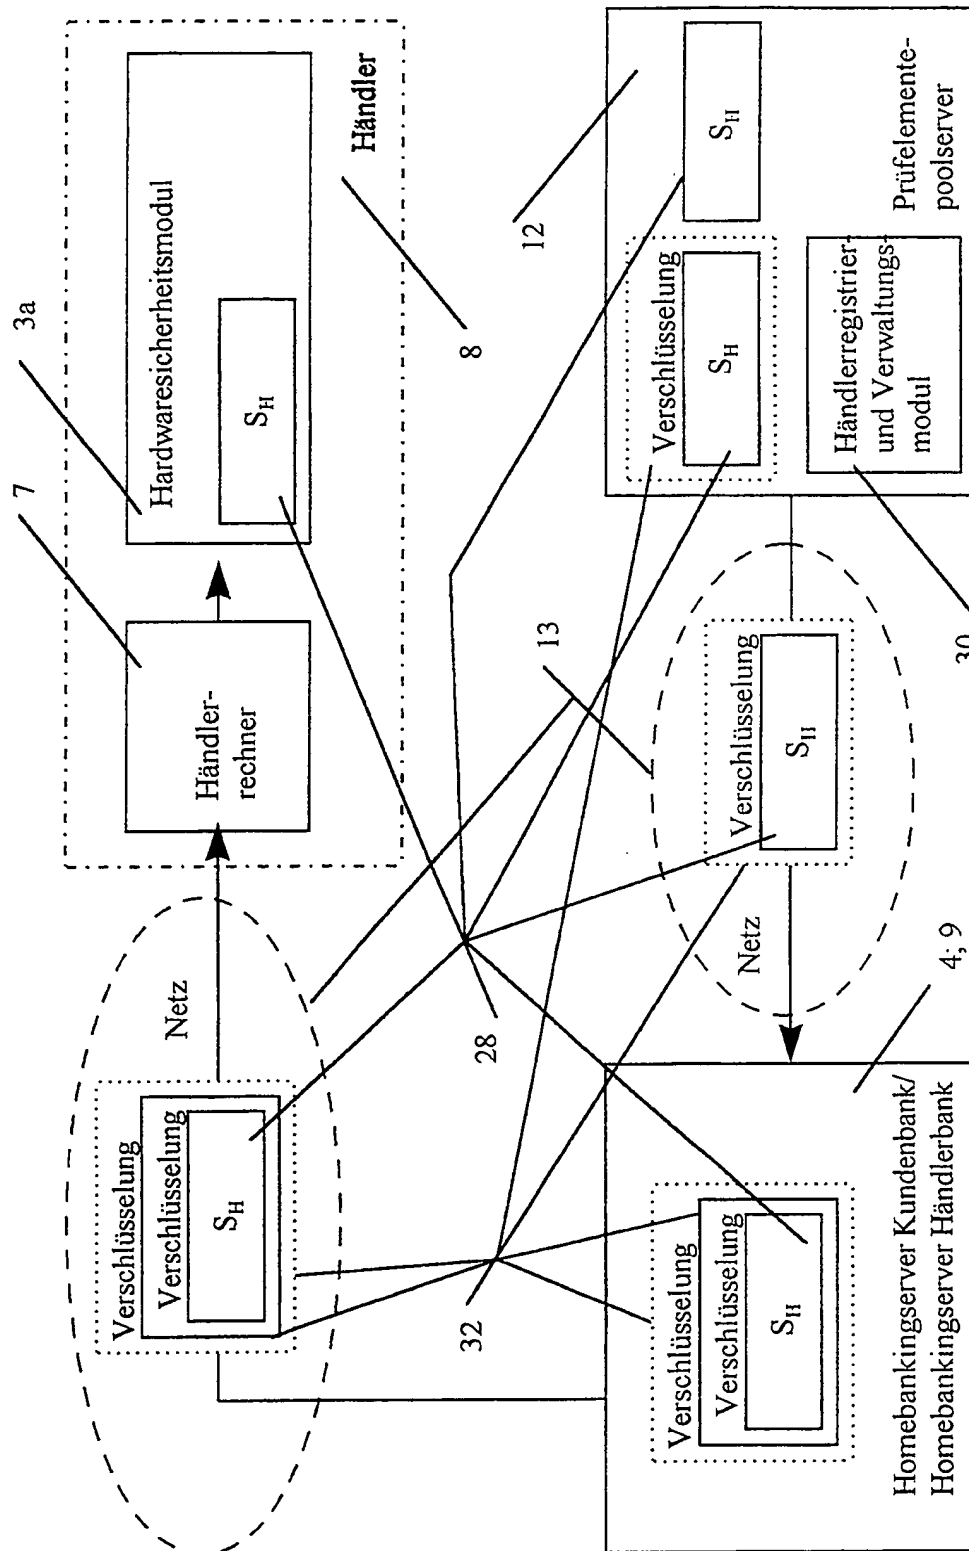 3a
7
Hardwaresicherheitsmodul
S_H
Händler
8
Händler-
rechner
Netz
Verschlüsselung
Verschlüsselung
S_H
28
32
13
12
S_H
Verschlüsselung
S_H
Händlerregistrier-
und Verwaltungs-
modul
Prüfelemente-
poolserver
30
Verschlüsselung
S_H
Netz
4; 9
Verschlüsselung
Verschlüsselung
S_H
Homebankingserver Kundenbank/
Homebankingserver Händlerbank